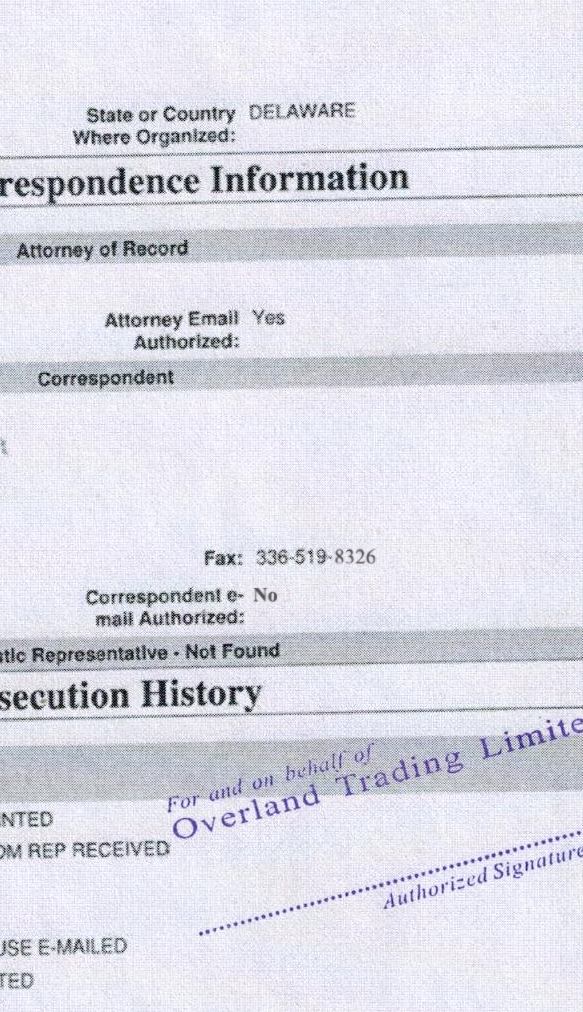 State or Country DELAWARE
Where Organized:
respondence Information
Attorney of Record
Attorney Email Yes
Authorized:
Correspondent
Fax: 336-519-8326
Correspondent e- No
mail Authorized:
stic Representative - Not Found
secution History
For and on behalf of
Overland Trading Limite
NTED
OM REP RECEIVED
Authorized Signature
USE E-MAILED
TED